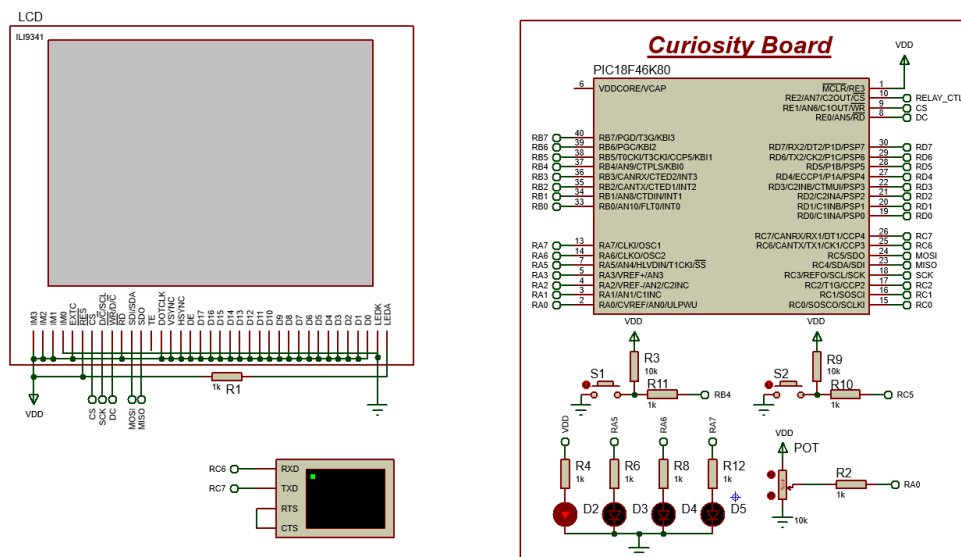 LCD
ILI9341
IM3
IM2
IM1
IM0
EXTC
RES
CS
D/C/SCL
WR/D/C
RD
SDI/SDA
SDO
TE
DOTCLK
VSYNC
HSYNC
DE
D17
D16
D15
D14
D13
D12
D11
D10
D9
D8
D7
D6
D5
D4
D3
D2
D1
D0
LEDK
LEDA
1k
R1
VDD
CS
SCK
DC
MOSI
MISO
RC6
RC7
RXD
TXD
RTS
CTS
Curiosity Board
VDD
PIC18F46K80
6 VDDCORE/VCAP
MCLR/RE3 1
RE2/AN7/C2OUT/CS 10 RELAY_CTL
RE1/AN6/C1OUT/WR 9 CS
RE0/AN5/RD 8 DC
RB7 40 RB7/PGD/T3G/KBI3
RB6 39 RB6/PGC/KBI2
RB5 38 RB5/T0CKI/T3CKI/CCP5/KBI1
RB4 37 RB4/AN9/CTPLS/KBI0
RB3 36 RB3/CANRX/CTED2/INT3
RB2 35 RB2/CANTX/CTED1/INT2
RB1 34 RB1/AN8/CTDIN/INT1
RB0 33 RB0/AN10/FLT0/INT0
RD7/RX2/DT2/P1D/PSP7 30 RD7
RD6/TX2/CK2/P1C/PSP6 29 RD6
RD5/P1B/PSP5 28 RD5
RD4/ECCP1/P1A/PSP4 27 RD4
RD3/C2INB/CTMUI/PSP3 22 RD3
RD2/C2INA/PSP2 21 RD2
RD1/C1INB/PSP1 20 RD1
RD0/C1INA/PSP0 19 RD0
RA7 13 RA7/CLKI/OSC1
RA6 14 RA6/CLKO/OSC2
RA5 7 RA5/AN4/HLVDIN/T1CKI/SS
RA3 5 RA3/VREF+/AN3
RA2 4 RA2/VREF-/AN2/C2INC
RA1 3 RA1/AN1/C1INC
RA0 2 RA0/CVREF/AN0/ULPWU
RC7/CANRX/RX1/DT1/CCP4 26 RC7
RC6/CANTX/TX1/CK1/CCP3 25 RC6
RC5/SDO 24 MOSI
RC4/SDA/SDI 23 MISO
RC3/REFO/SCL/SCK 18 SCK
RC2/T1G/CCP2 17 RC2
RC1/SOSCI 16 RC1
RC0/SOSCO/SCLKI 15 RC0
VDD
R3
10k
S1
R11
1k
RB4
VDD
R9
10k
S2
R10
1k
RC5
VDD
RA5
RA6
RA7
R4
1k
R6
1k
R8
1k
R12
1k
D2
D3
D4
D5
VDD
POT
R2
1k
RA0
10k